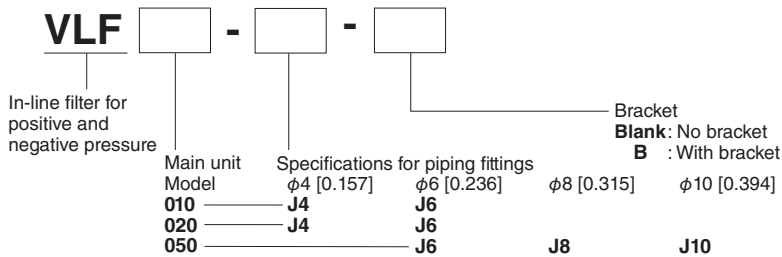 VLF - -
In-line filter for
positive and
negative pressure
Bracket
Blank : No bracket
B : With bracket
Main unit
Model
Specifications for piping fittings
φ4 [0.157] φ6 [0.236] φ8 [0.315] φ10 [0.394]
010 J4 J6
020 J4 J6
050 J6 J8 J10